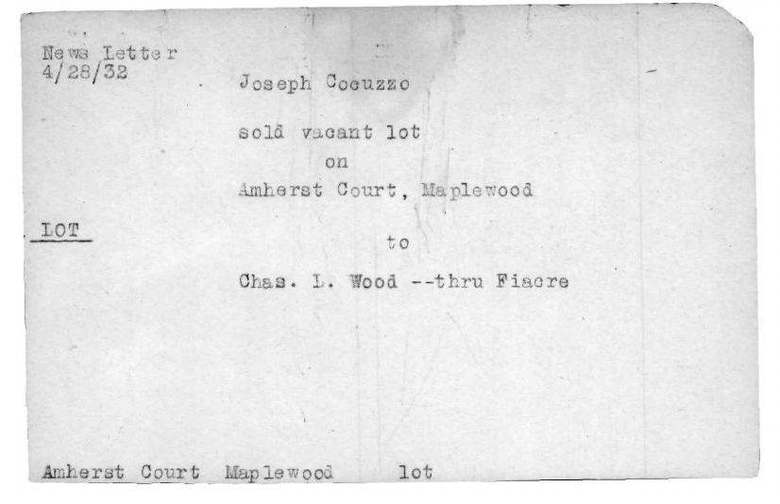 News Letter
4/28/32
Joseph Cocuzzo
sold vacant lot
on
Amherst Court, Maplewood
LOT
to
Chas. L. Wood --thru Fiacre
Amherst Court Maplewood lot